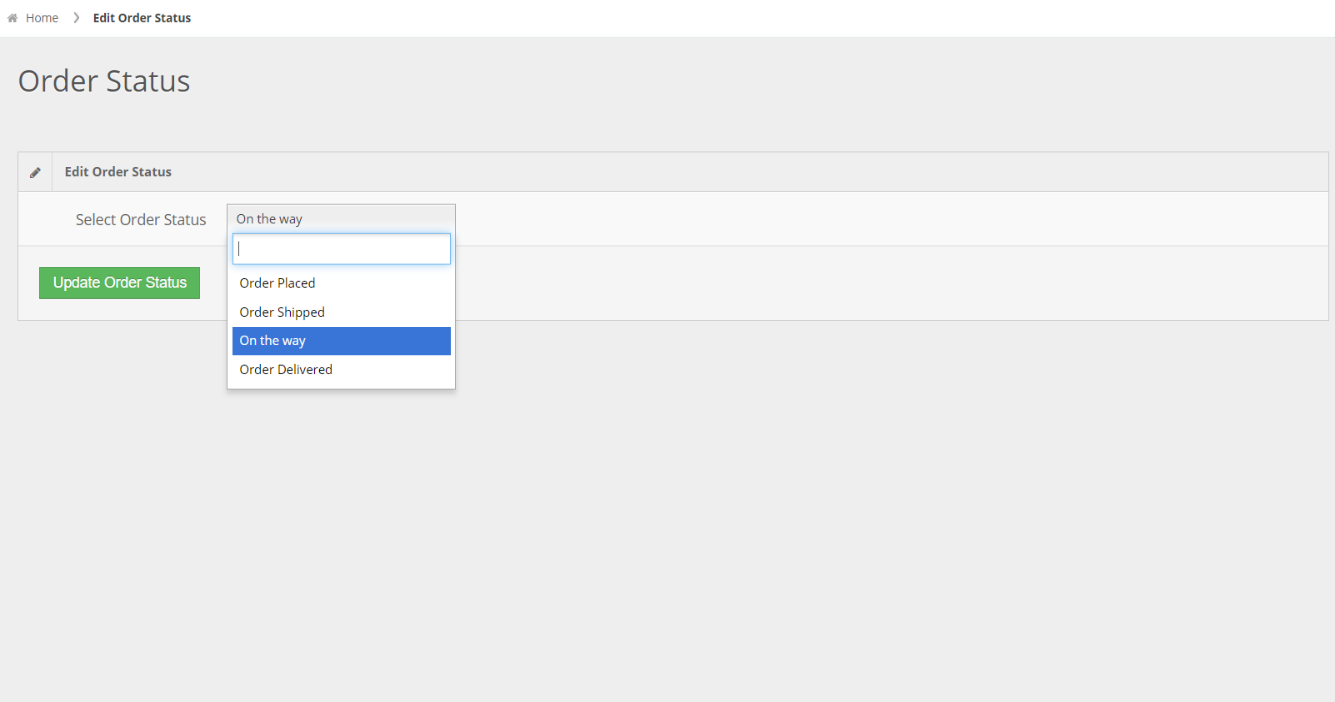 Home > Edit Order Status
Order Status
Edit Order Status
Select Order Status
On the way
Order Placed
Order Shipped
On the way
Order Delivered
Update Order Status